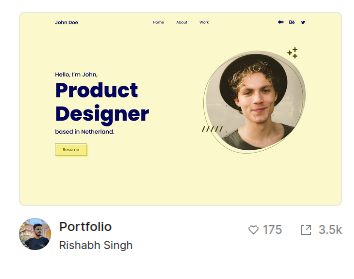 John Doe
Home About Work
Hello, I'm John,
Product
Designer
based in Netherland.
Resume
Portfolio
Rishabh Singh
175 3.5k